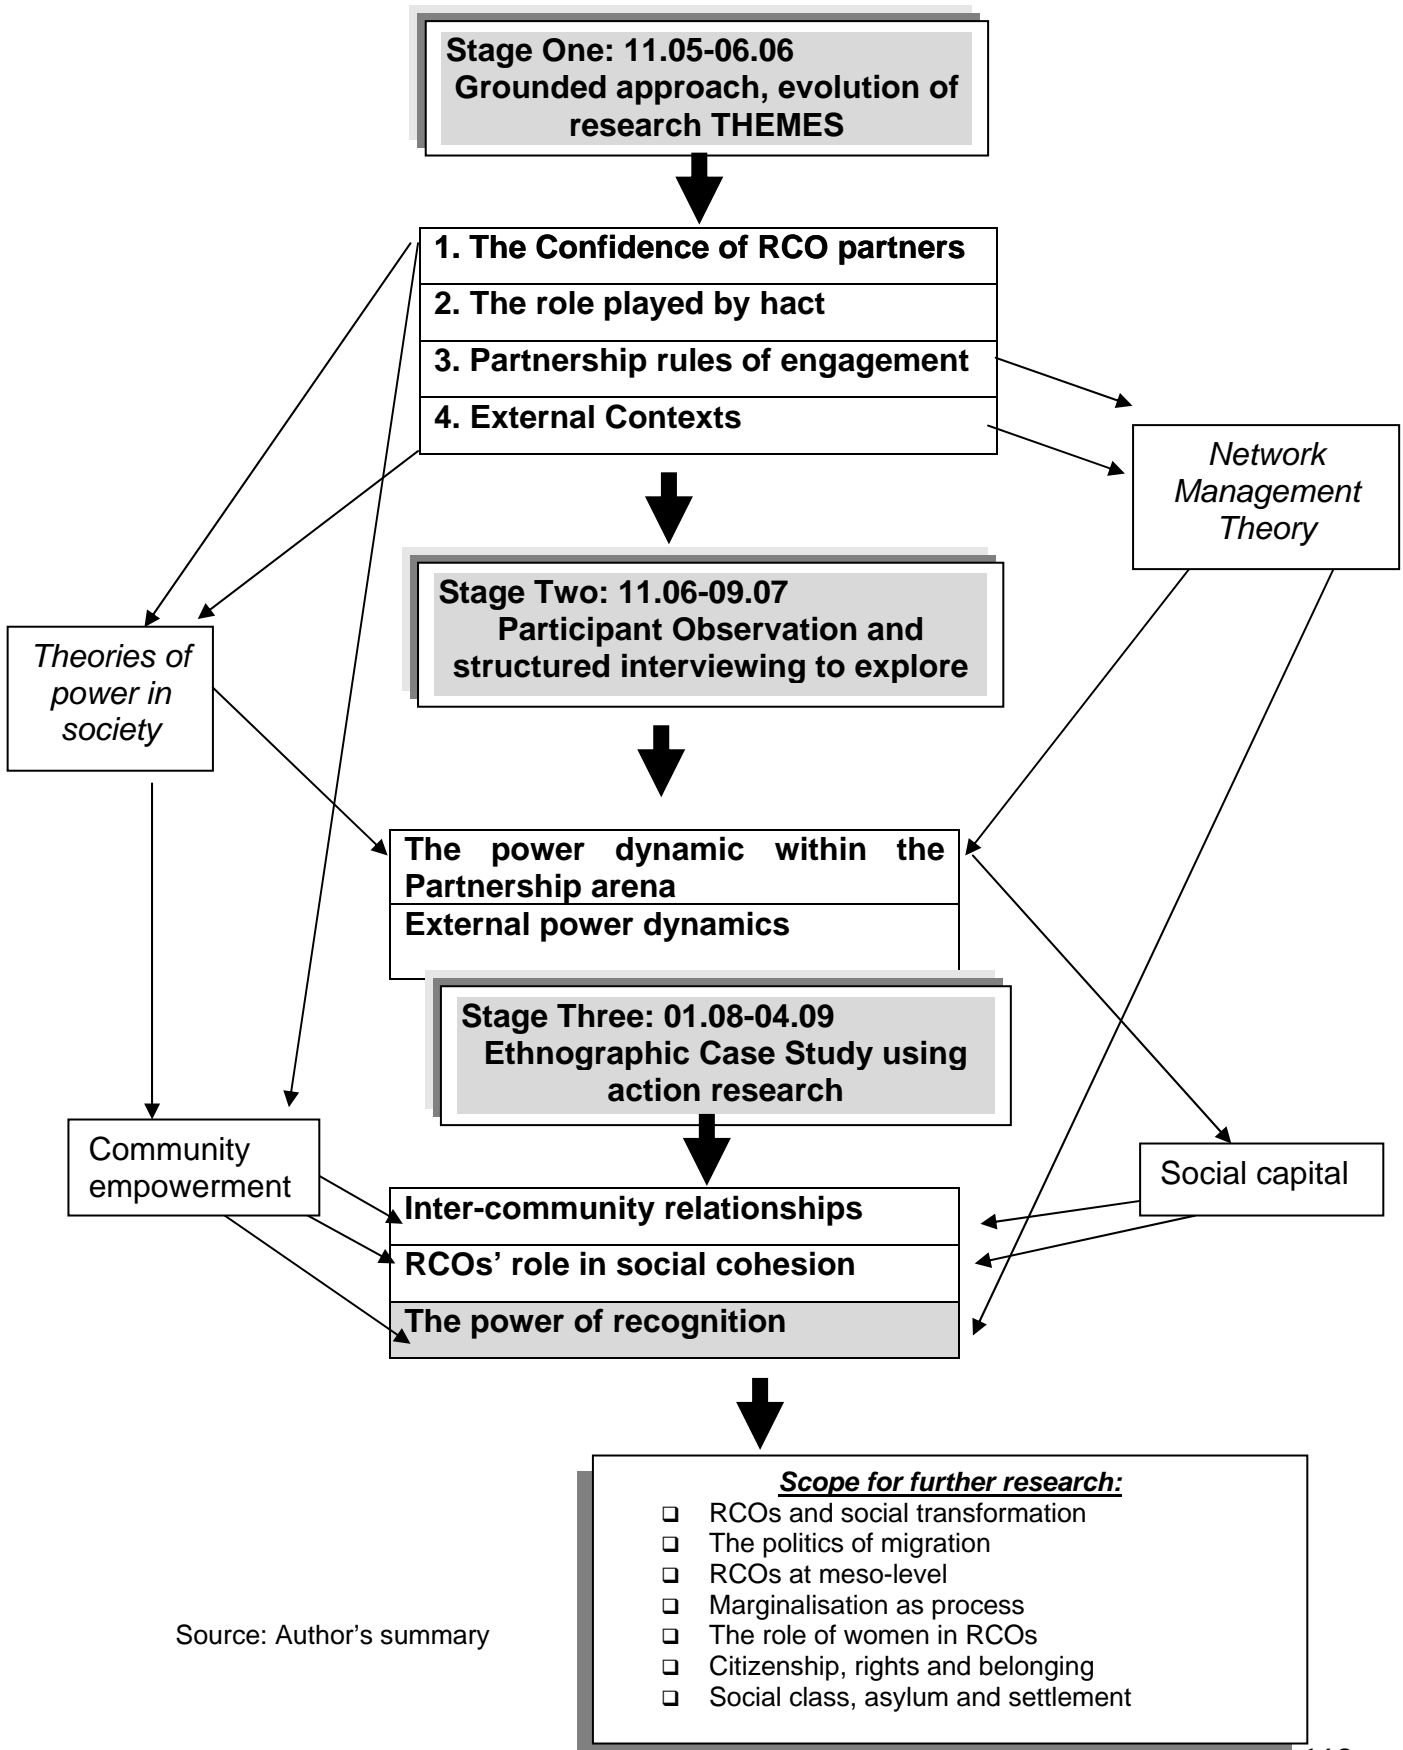 Stage One: 11.05-06.06
Grounded approach, evolution of
research THEMES
1. The Confidence of RCO partners
2. The role played by hact
3. Partnership rules of engagement
4. External Contexts
Network
Management
Theory
Stage Two: 11.06-09.07
Participant Observation and
structured interviewing to explore
Theories of
power in
society
The power dynamic within the
Partnership arena
External power dynamics
Stage Three: 01.08-04.09
Ethnographic Case Study using
action research
Community
empowerment
Social capital
Inter-community relationships
RCOs’ role in social cohesion
The power of recognition
Scope for further research:
❑ RCOs and social transformation
❑ The politics of migration
❑ RCOs at meso-level
❑ Marginalisation as process
❑ The role of women in RCOs
❑ Citizenship, rights and belonging
❑ Social class, asylum and settlement
Source: Author’s summary